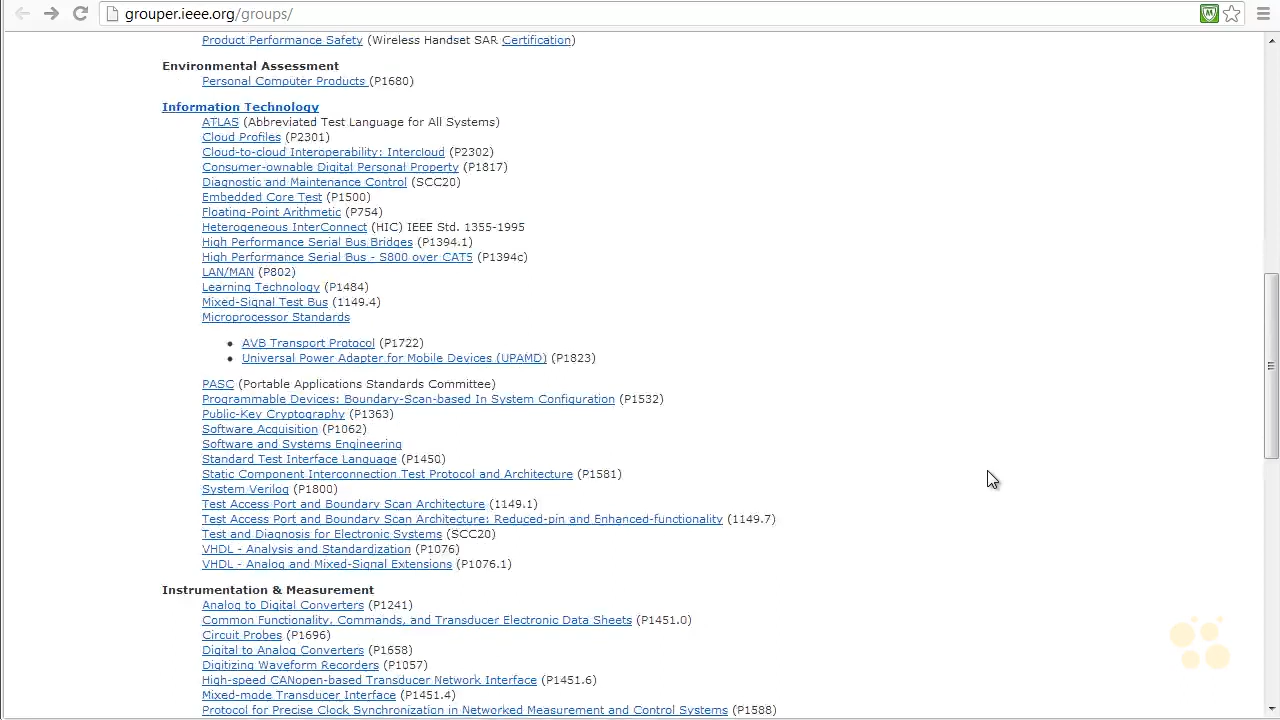 grouper.ieee.org/groups/
Product Performance Safety (Wireless Handset SAR Certification)
Environmental Assessment
Personal Computer Products (P1680)
Information Technology
ATLAS (Abbreviated Test Language for All Systems)
Cloud Profiles (P2301)
Cloud-to-cloud Interoperability: Intercloud (P2302)
Consumer-ownable Digital Personal Property (P1817)
Diagnostic and Maintenance Control (SCC20)
Embedded Core Test (P1500)
Floating-Point Arithmetic (P754)
Heterogeneous InterConnect (HIC) IEEE Std. 1355-1995
High Performance Serial Bus Bridges (P1394.1)
High Performance Serial Bus - S800 over CAT5 (P1394c)
LAN/MAN (P802)
Learning Technology (P1484)
Mixed-Signal Test Bus (1149.4)
Microprocessor Standards
• AVB Transport Protocol (P1722)
• Universal Power Adapter for Mobile Devices (UPAMD) (P1823)
PASC (Portable Applications Standards Committee)
Programmable Devices: Boundary-Scan-based In System Configuration (P1532)
Public-Key Cryptography (P1363)
Software Acquisition (P1062)
Software and Systems Engineering
Standard Test Interface Language (P1450)
Static Component Interconnection Test Protocol and Architecture (P1581)
System Verilog (P1800)
Test Access Port and Boundary Scan Architecture (1149.1)
Test Access Port and Boundary Scan Architecture: Reduced-pin and Enhanced-functionality (1149.7)
Test and Diagnosis for Electronic Systems (SCC20)
VHDL - Analysis and Standardization (P1076)
VHDL - Analog and Mixed-Signal Extensions (P1076.1)
Instrumentation & Measurement
Analog to Digital Converters (P1241)
Common Functionality, Commands, and Transducer Electronic Data Sheets (P1451.0)
Circuit Probes (P1696)
Digital to Analog Converters (P1658)
Digitizing Waveform Recorders (P1057)
High-speed CANopen-based Transducer Network Interface (P1451.6)
Mixed-mode Transducer Interface (P1451.4)
Protocol for Precise Clock Synchronization in Networked Measurement and Control Systems (P1588)